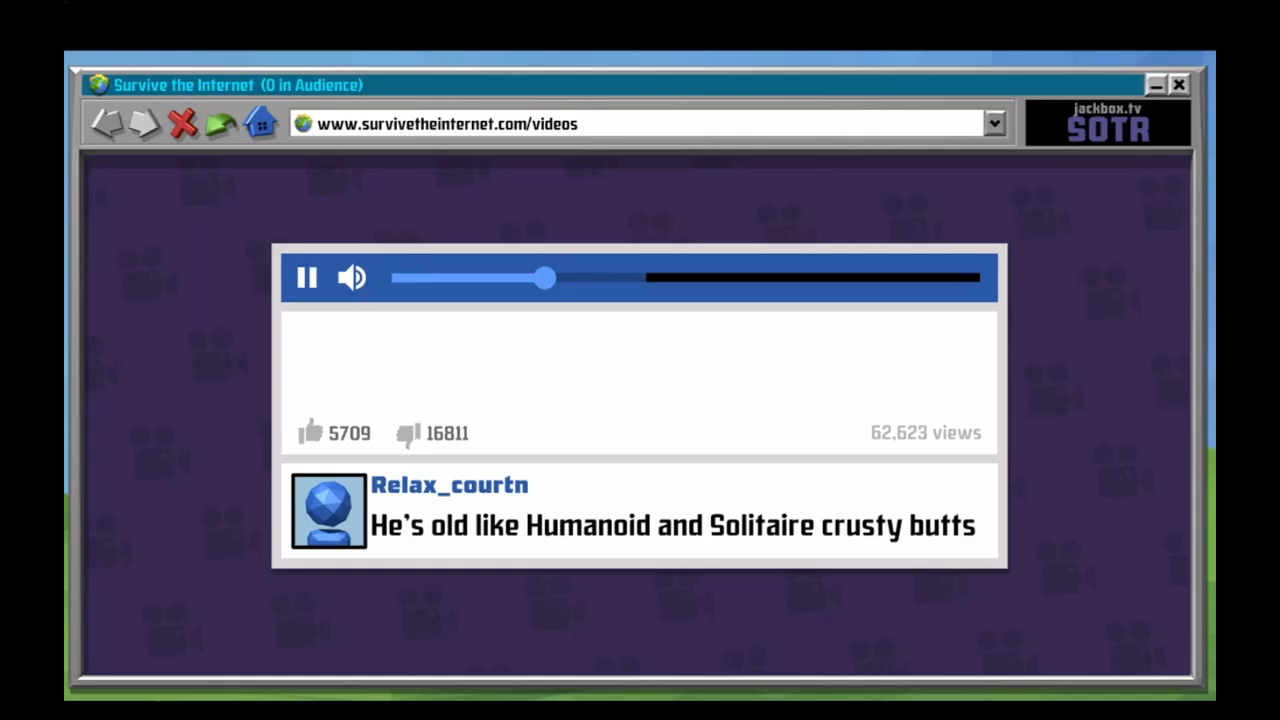 Survive the Internet (0 in Audience)
www.survivetheinternet.com/videos
jackbox.tv
SOTR
5709
16811
62,623 views
Relax_courtn
He's old like Humanoid and Solitaire crusty butts